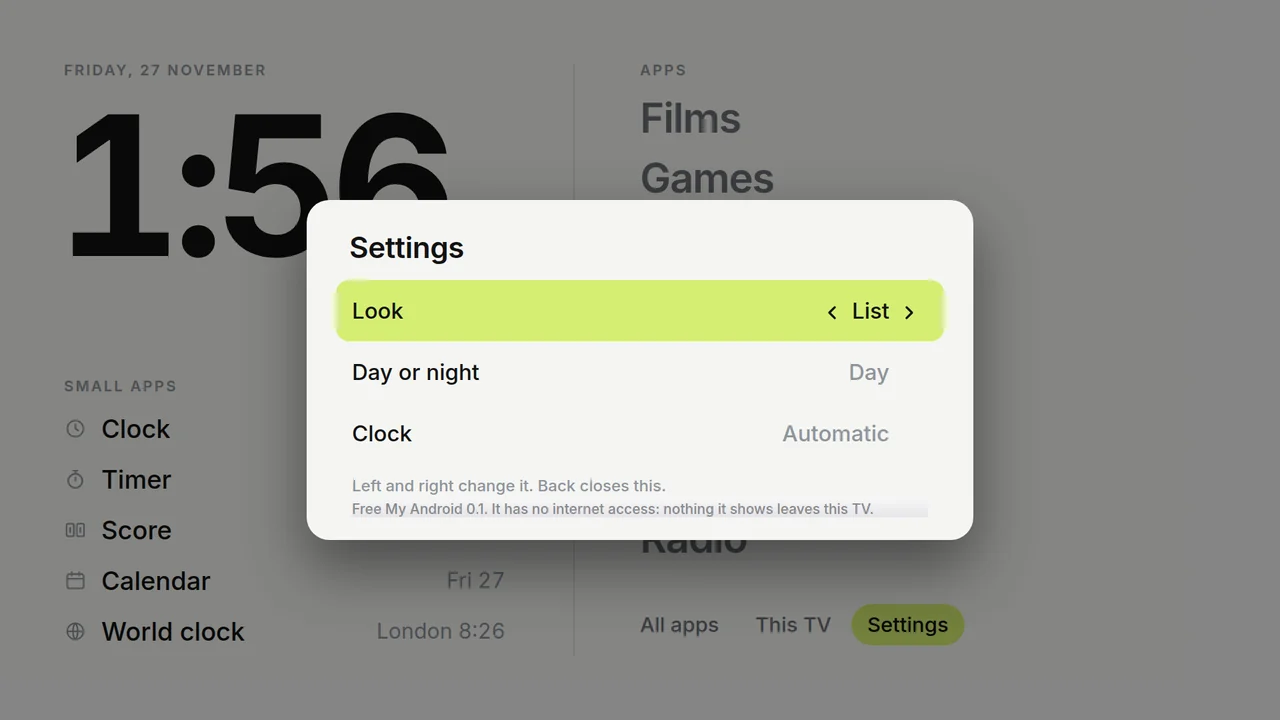 FRIDAY, 27 NOVEMBER
1:56
SMALL APPS
Clock
Timer
Score
Calendar Fri 27
World clock London 8:26
APPS
Films
Games
Radio
All apps This TV Settings
Settings
Look List
Day or night Day
Clock Automatic
Left and right change it. Back closes this.
Free My Android 0.1. It has no internet access: nothing it shows leaves this TV.